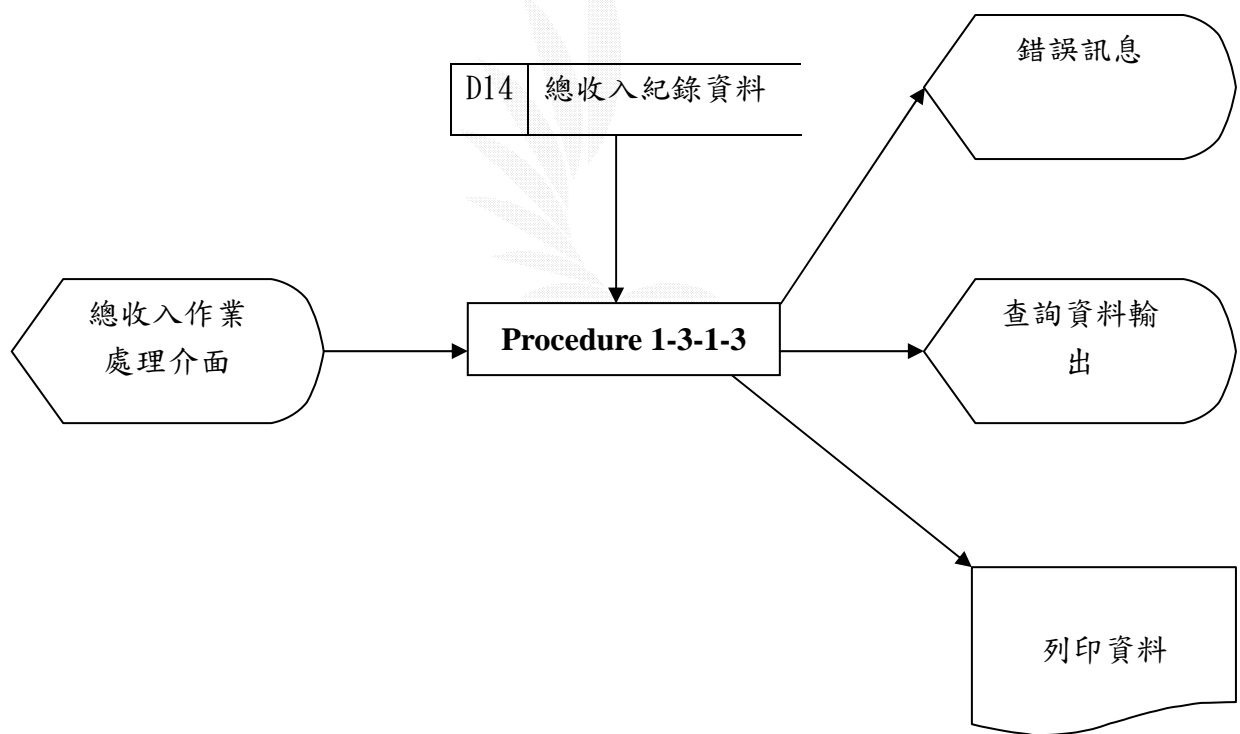 錯誤訊息
D14 總收入紀錄資料
總收入作業
處理介面
Procedure 1-3-1-3
查詢資料輸
出
列印資料